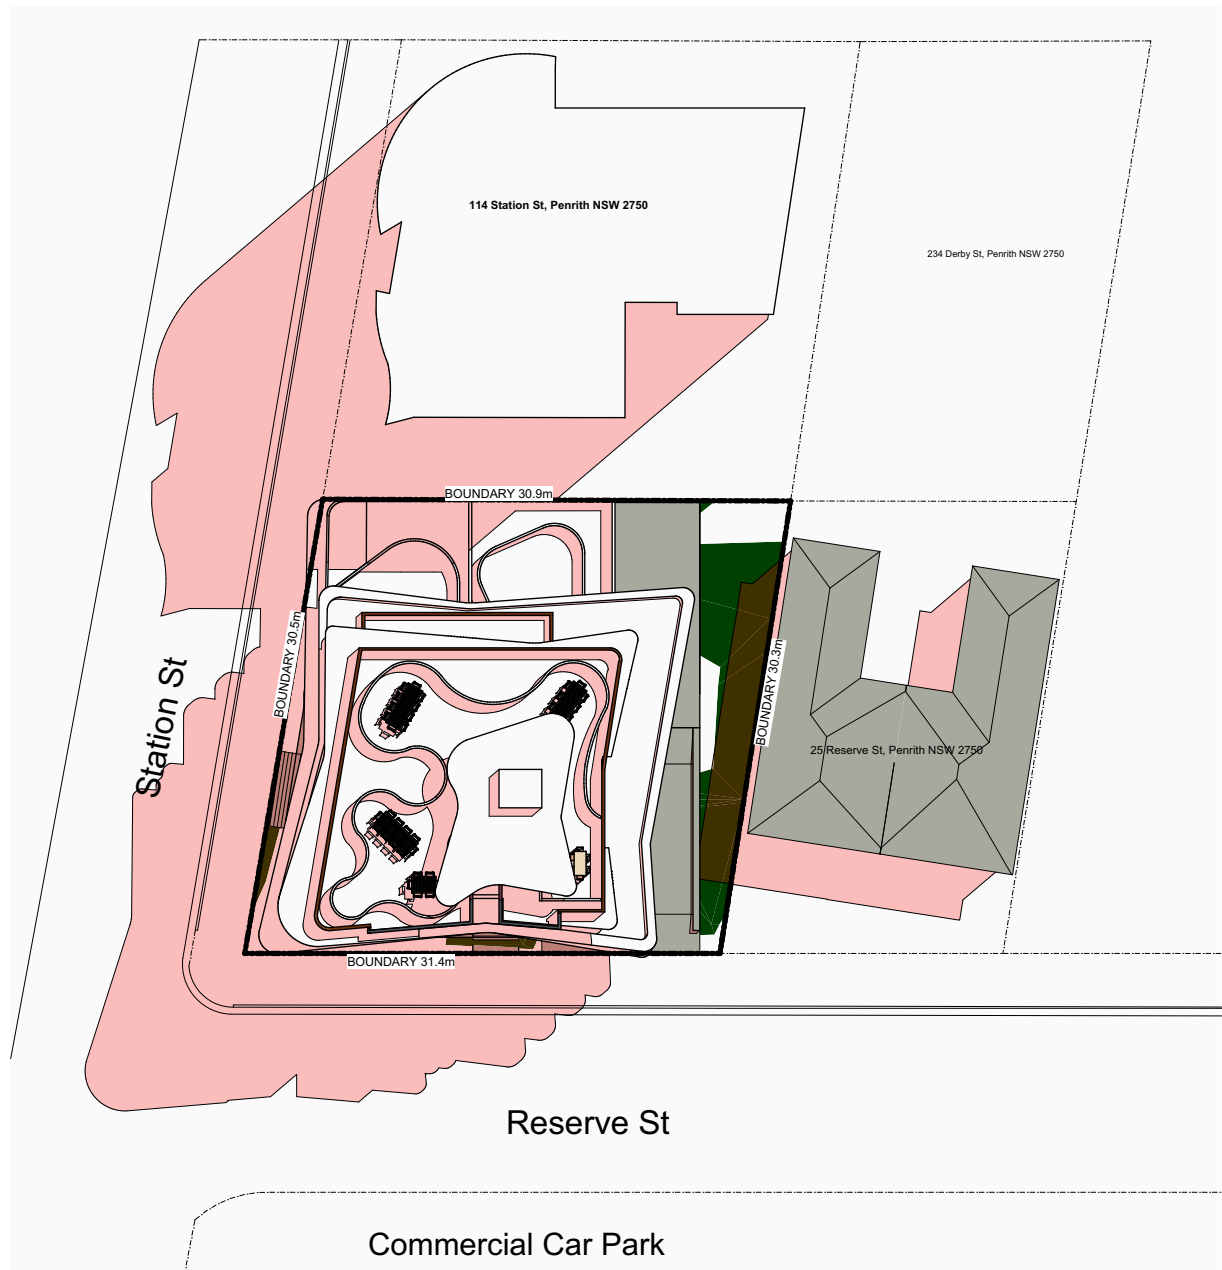 114 Station St, Penrith NSW 2750
234 Derby St, Penrith NSW 2750
BOUNDARY 30.9m
BOUNDARY 30.5m
BOUNDARY 30.3m
Station St
25 Reserve St, Penrith NSW 2750
BOUNDARY 31.4m
Reserve St
Commercial Car Park